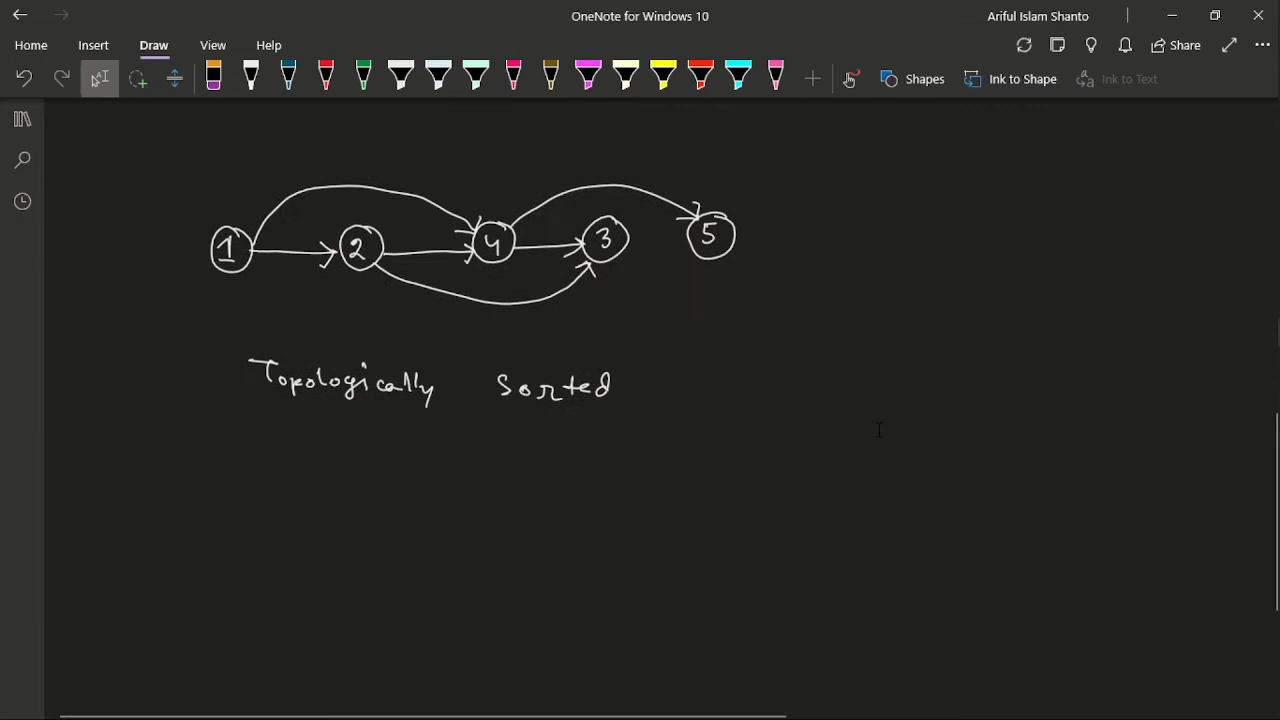 OneNote for Windows 10
Ariful Islam Shanto
Home Insert Draw View Help
Share
Shapes Ink to Shape Ink to Text
1 2 4 3 5
Topologically Sorted